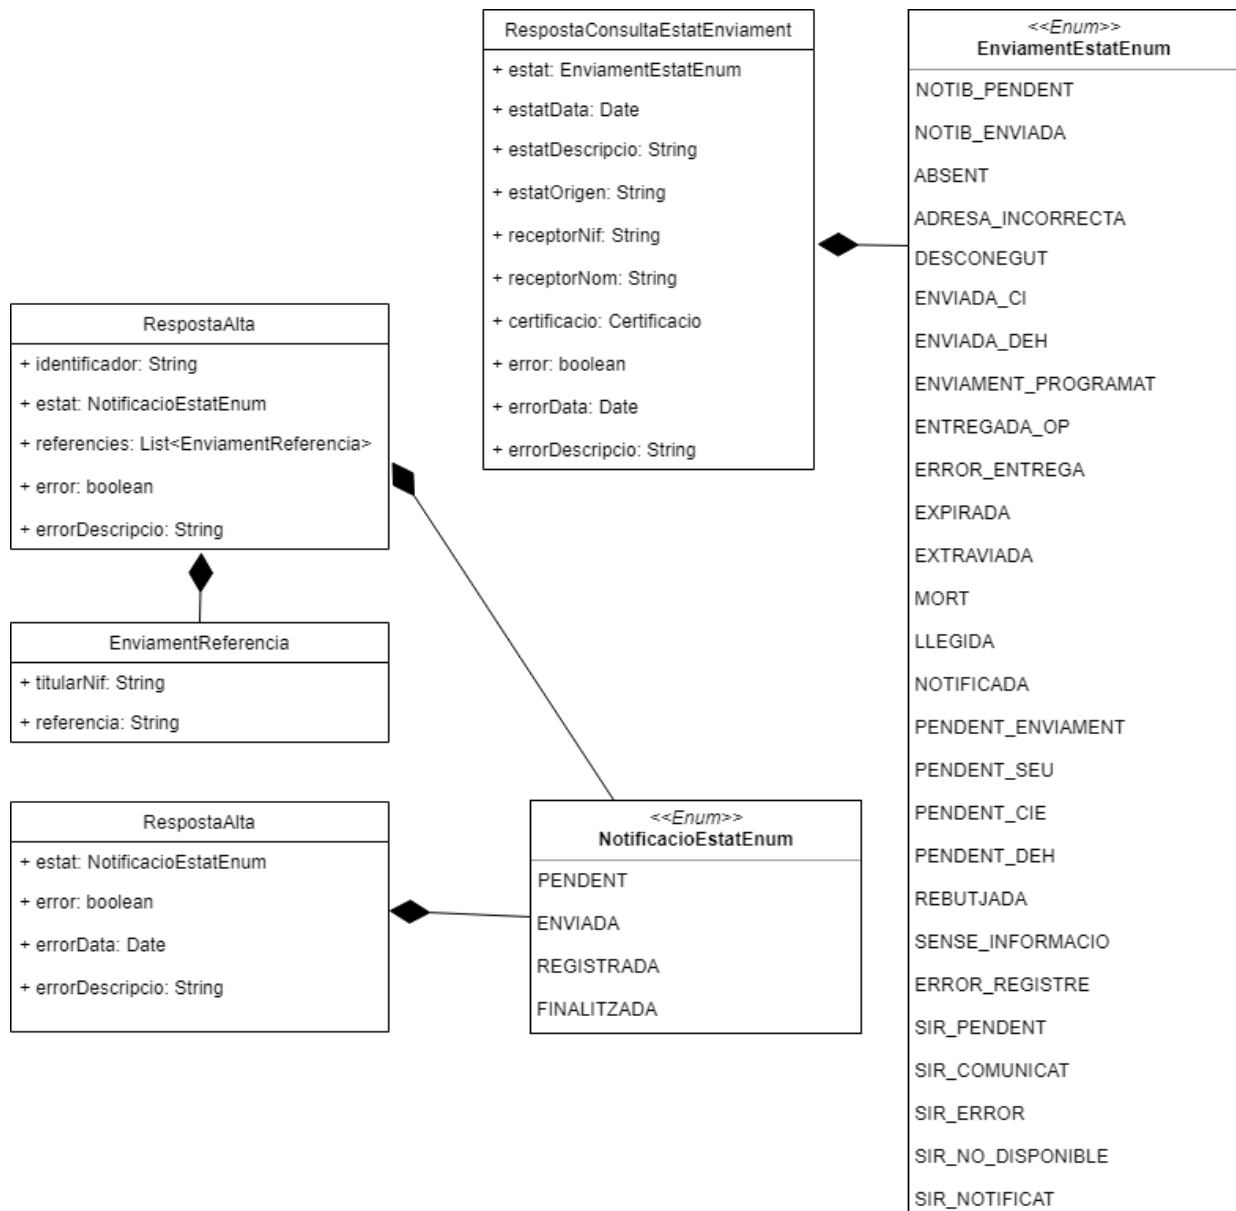 RespostaConsultaEstatEnviament
+ estat: EnviamentEstatEnum
+ estatData: Date
+ estatDescripcio: String
+ estatOrigen: String
+ receptorNif: String
+ receptorNom: String
+ certificacio: Certificacio
+ error: boolean
+ errorData: Date
+ errorDescripcio: String
<<Enum>>
EnviamentEstatEnum
NOTIB_PENDENT
NOTIB_ENVIADA
ABSENT
ADRESA_INCORRECTA
DESCONEGUT
ENVIADA_CI
ENVIADA_DEH
ENVIAMENT_PROGRAMAT
ENTREGADA_OP
ERROR_ENTREGA
EXPIRADA
EXTRAVIADA
MORT
LLEGIDA
NOTIFICADA
PENDENT_ENVIAMENT
PENDENT_SEU
PENDENT_CIE
PENDENT_DEH
REBUTJADA
SENSE_INFORMACIO
ERROR_REGISTRE
SIR_PENDENT
SIR_COMUNICAT
SIR_ERROR
SIR_NO_DISPONIBLE
SIR_NOTIFICAT
RespostaAlta
+ identificador: String
+ estat: NotificacioEstatEnum
+ referencies: List<EnviamentReferencia>
+ error: boolean
+ errorDescripcio: String
EnviamentReferencia
+ titularNif: String
+ referencia: String
RespostaAlta
+ estat: NotificacioEstatEnum
+ error: boolean
+ errorData: Date
+ errorDescripcio: String
<<Enum>>
NotificacioEstatEnum
PENDENT
ENVIADA
REGISTRADA
FINALITZADA